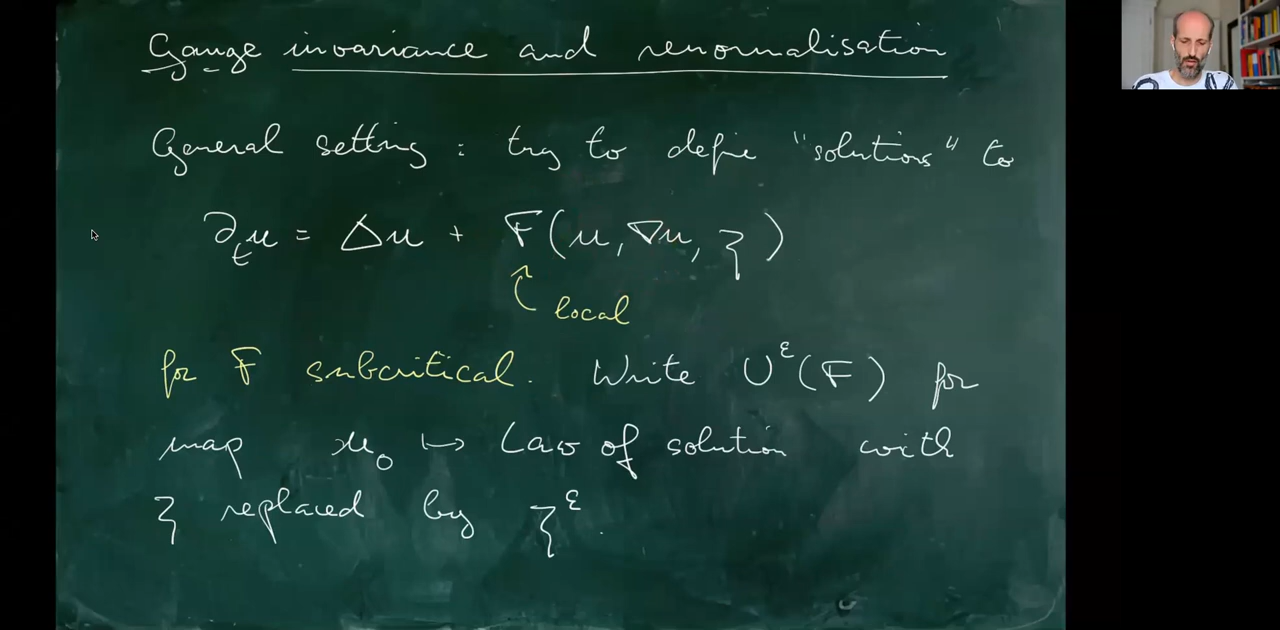 Gauge invariance and renormalisation
General setting : try to define "solutions" to
∂ₜu = Δu + F(u, ∇u, ξ)
local
for F subcritical. Write U^ε(F) for
map u₀ ↦ Law of solution with
ξ replaced by ξ^ε.